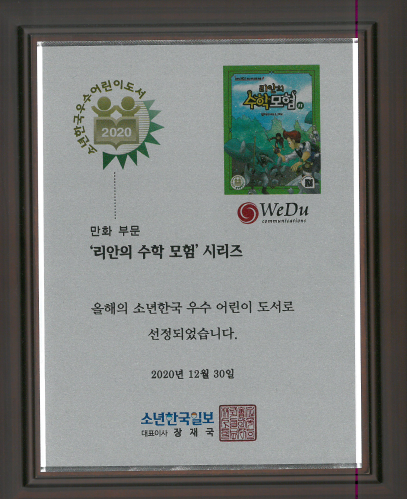 소년한국우수어린이도서
2020
리안의
수학모험
WeDu
communications
만화 부문
‘리안의 수학 모험’ 시리즈
올해의 소년한국 우수 어린이 도서로
선정되었습니다.
2020년 12월 30일
소년한국일보
대표이사 장 재 국